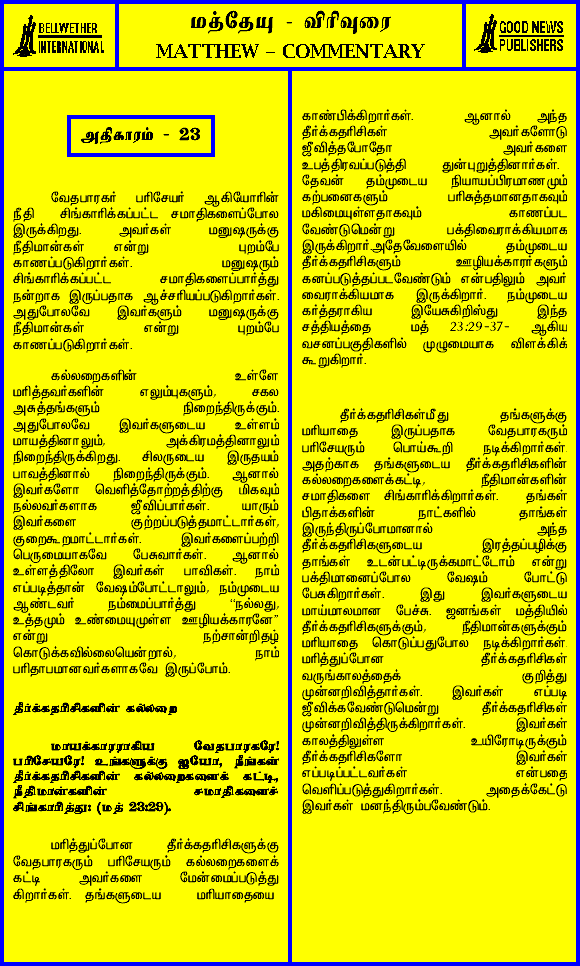 BELLWETHER
INTERNATIONAL
மத்தேயு - விரிவுரை
MATTHEW – COMMENTARY
GOOD NEWS
PUBLISHERS
அதிகாரம் - 23
வேதபாரகர் பரிசேயர் ஆகியோரின்
நீதி சிங்காரிக்கப்பட்ட சமாதிகளைப்போல
இருக்கிறது. அவர்கள் மனுஷருக்கு
நீதிமான்கள் என்று புறம்பே
காணப்படுகிறார்கள். மனுஷரும்
சிங்காரிக்கப்பட்ட சமாதிகளைப்பார்த்து
நன்றாக இருப்பதாக ஆச்சரியப்படுகிறார்கள்.
அதுபோலவே இவர்களும் மனுஷருக்கு
நீதிமான்கள் என்று புறம்பே
காணப்படுகிறார்கள்.
கல்லறைகளின் உள்ளே
மரித்தவர்களின் எலும்புகளும், சகல
அசுத்தங்களும் நிறைந்திருக்கும்.
அதுபோலவே இவர்களுடைய உள்ளம்
மாயத்தினாலும், அக்கிரமத்தினாலும்
நிறைந்திருக்கிறது. சிலருடைய இருதயம்
பாவத்தினால் நிறைந்திருக்கும். ஆனால்
இவர்களோ வெளித்தோற்றத்திற்கு மிகவும்
நல்லவர்களாக ஜீவிப்பார்கள். யாரும்
இவர்களை குற்றப்படுத்தமாட்டார்கள்,
குறைகூறமாட்டார்கள். இவர்களைப்பற்றி
பெருமையாகவே பேசுவார்கள். ஆனால்
உள்ளத்திலோ இவர்கள் பாவிகள். நாம்
எப்படித்தான் வேஷம்போட்டாலும், நம்முடைய
ஆண்டவர் நம்மைப்பார்த்து “நல்லது,
உத்தமும் உண்மையுமுள்ள ஊழியக்காரனே”
என்று நற்சான்றிதழ்
கொடுக்கவில்லையென்றால், நாம்
பரிதாபமானவர்களாகவே இருப்போம்.
தீர்க்கதரிசிகளின் கல்லறை
மாயக்காரராகிய வேதபாரகரே!
பரிசேயரே! உங்களுக்கு ஐயோ, நீங்கள்
தீர்க்கதரிசிகளின் கல்லறைகளைக் கட்டி,
நீதிமான்களின் சமாதிகளைச்
சிங்காரித்து: (மத் 23:29).
மரித்துப்போன தீர்க்கதரிசிகளுக்கு
வேதபாரகரும் பரிசேயரும் கல்லறைகளைக்
கட்டி அவர்களை மேன்மைப்படுத்து
கிறார்கள். தங்களுடைய மரியாதையை
காண்பிக்கிறார்கள். ஆனால் அந்த
தீர்க்கதரிசிகள் அவர்களோடு
ஜீவித்தபோதோ அவர்களை
உபத்திரவப்படுத்தி துன்புறுத்தினார்கள்.
தேவன் தம்முடைய நியாயப்பிரமாணமும்
கற்பனைகளும் பரிசுத்தமானதாகவும்
மகிமையுள்ளதாகவும் காணப்பட
வேண்டுமென்று பக்திவைராக்கியமாக
இருக்கிறார்.அதேவேளையில் தம்முடைய
தீர்க்கதரிசிகளும் ஊழியக்காரர்களும்
கனப்படுத்தப்படவேண்டும் என்பதிலும் அவர்
வைராக்கியமாக இருக்கிறார். நம்முடைய
கர்த்தராகிய இயேசுகிறிஸ்து இந்த
சத்தியத்தை மத் 23:29-37- ஆகிய
வசனப்பகுதிகளில் முழுமையாக விளக்கிக்
கூறுகிறார்.
தீர்க்கதரிசிகள்மீது தங்களுக்கு
மரியாதை இருப்பதாக வேதபாரகரும்
பரிசேயரும் பொய்கூறி நடிக்கிறார்கள்.
அதற்காக தங்களுடைய தீர்க்கதரிசிகளின்
கல்லறைகளைக்கட்டி, நீதிமான்களின்
சமாதிகளை சிங்காரிக்கிறார்கள். தங்கள்
பிதாக்களின் நாட்களில் தாங்கள்
இருந்திருப்போமானால் அந்த
தீர்க்கதரிசிகளுடைய இரத்தப்பழிக்கு
தாங்கள் உடன்பட்டிருக்கமாட்டோம் என்று
பக்திமானைப்போல வேஷம் போட்டு
பேசுகிறார்கள். இது இவர்களுடைய
மாய்மாலமான பேச்சு. ஜனங்கள் மத்தியில்
தீர்க்கதரிசிகளுக்கும், நீதிமான்களுக்கும்
மரியாதை கொடுப்பதுபோல நடிக்கிறார்கள்.
மரித்துப்போன தீர்க்கதரிசிகள்
வருங்காலத்தைக் குறித்து
முன்னறிவித்தார்கள். இவர்கள் எப்படி
ஜீவிக்கவேண்டுமென்று தீர்க்கதரிசிகள்
முன்னறிவித்திருக்கிறார்கள். இவர்கள்
காலத்திலுள்ள உயிரோடிருக்கும்
தீர்க்கதரிசிகளோ இவர்கள்
எப்படிப்பட்டவர்கள் என்பதை
வெளிப்படுத்துகிறார்கள். அதைக்கேட்டு
இவர்கள் மனந்திரும்பவேண்டும்.